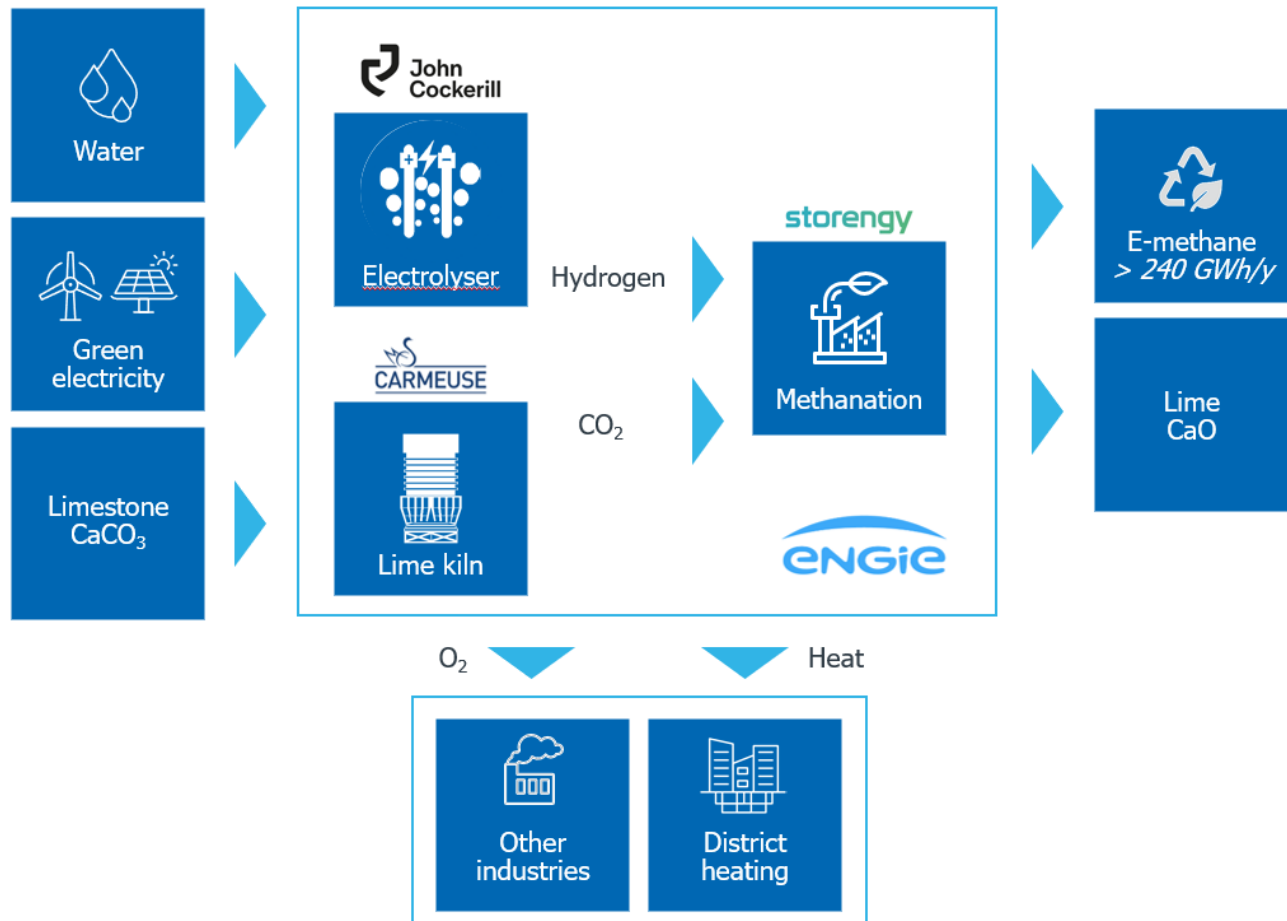 Water
Green
electricity
Limestone
CaCO₃
John
Cockerill
+ −
Electrolyser
Hydrogen
CARMEUSE
CO₂
Lime kiln
storengy
Methanation
ENGIE
E-methane
> 240 GWh/y
Lime
CaO
O₂
Heat
Other
industries
District
heating